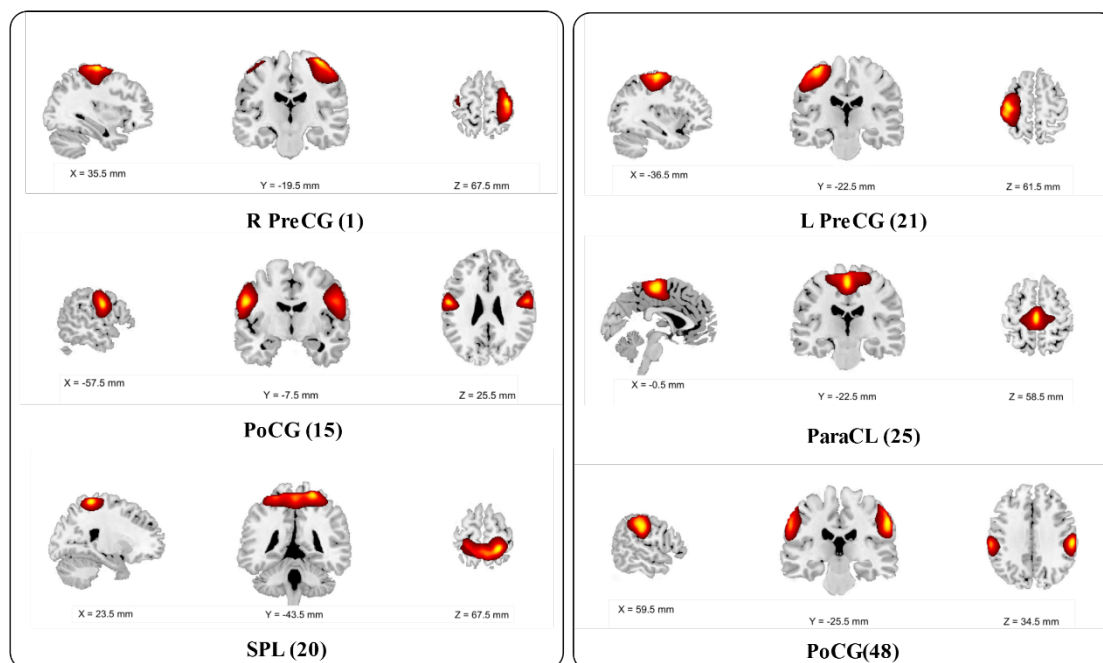 X = 35.5 mm
Y = -19.5 mm
Z = 67.5 mm
R PreCG (1)
X = -57.5 mm
Y = -7.5 mm
Z = 25.5 mm
PoCG (15)
X = 23.5 mm
Y = -43.5 mm
Z = 67.5 mm
SPL (20)
X = -36.5 mm
Y = -22.5 mm
Z = 61.5 mm
L PreCG (21)
X = -0.5 mm
Y = -22.5 mm
Z = 58.5 mm
ParaCL (25)
X = 59.5 mm
Y = -25.5 mm
Z = 34.5 mm
PoCG(48)